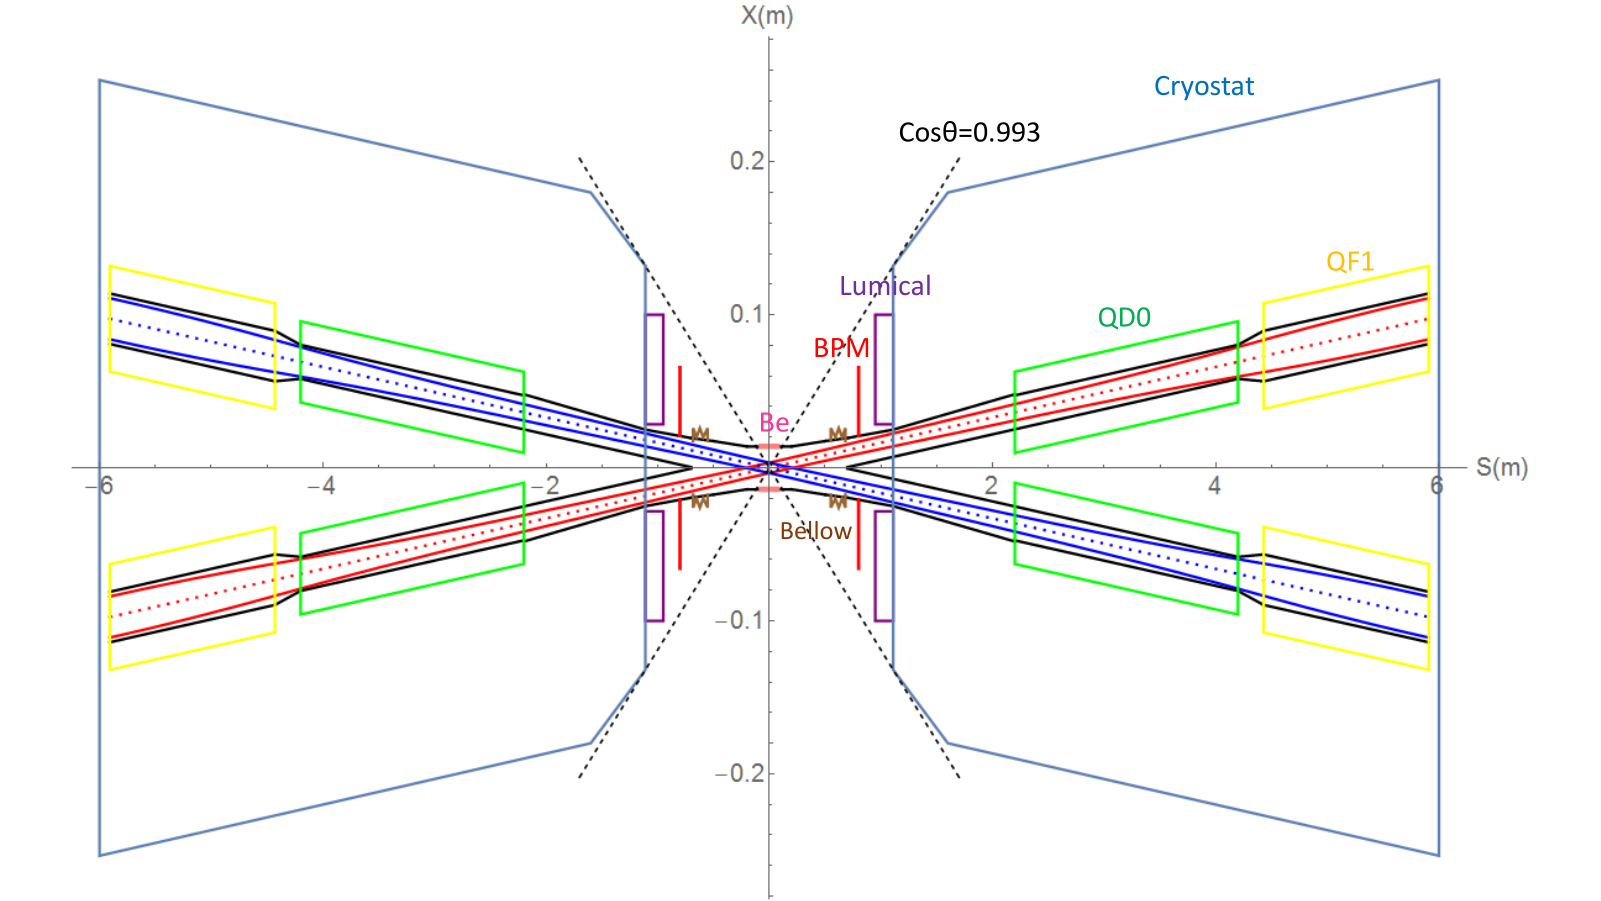 X(m)
Cryostat
Cosθ=0.993
0.2
QF1
Lumical
0.1
QD0
BPM
Be
S(m)
−6
−4
−2
2
4
6
Bellow
−0.1
−0.2